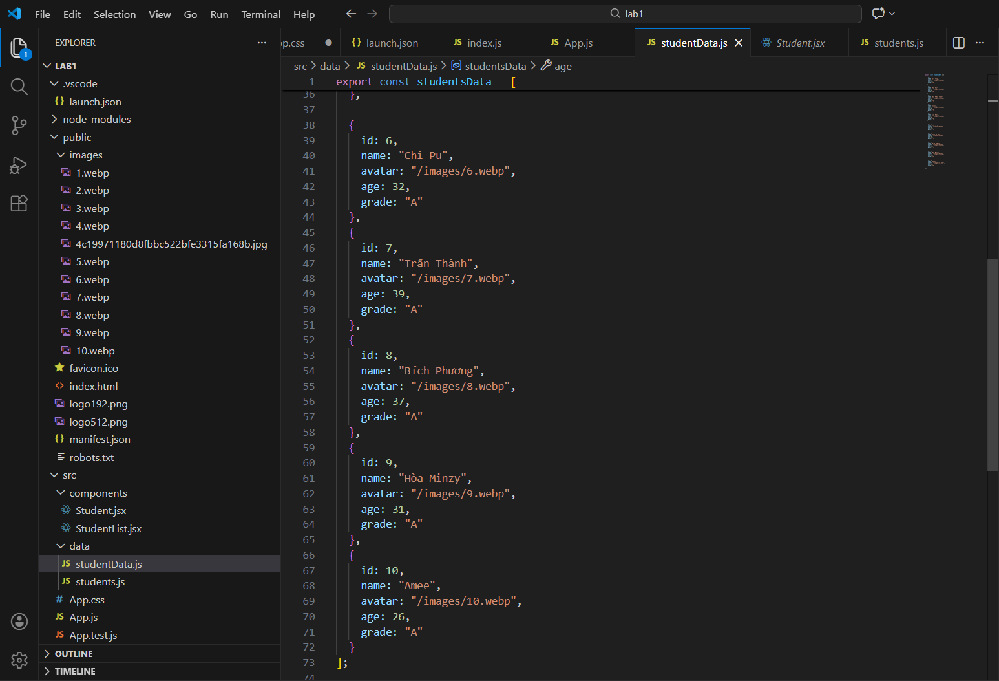 File Edit Selection View Go Run Terminal Help
lab1
EXPLORER
LAB1
.vscode
launch.json
node_modules
public
images
1.webp
2.webp
3.webp
4.webp
4c19971180d8fbbc522bfe3315fa168b.jpg
5.webp
6.webp
7.webp
8.webp
9.webp
10.webp
favicon.ico
index.html
logo192.png
logo512.png
manifest.json
robots.txt
src
components
Student.jsx
StudentList.jsx
data
JS studentData.js
JS students.js
# App.css
JS App.js
JS App.test.js
OUTLINE
TIMELINE
1
p.css
{} launch.json
JS index.js
JS App.js
JS studentData.js
Student.jsx
JS students.js
src > data > JS studentData.js > studentsData > age
1 export const studentsData = [
36 },
37
38 {
39 id: 6,
40 name: "Chi Pu",
41 avatar: "/images/6.webp",
42 age: 32,
43 grade: "A"
44 },
45 {
46 id: 7,
47 name: "Trấn Thành",
48 avatar: "/images/7.webp",
49 age: 39,
50 grade: "A"
51 },
52 {
53 id: 8,
54 name: "Bích Phương",
55 avatar: "/images/8.webp",
56 age: 37,
57 grade: "A"
58 },
59 {
60 id: 9,
61 name: "Hòa Minzy",
62 avatar: "/images/9.webp",
63 age: 31,
64 grade: "A"
65 },
66 {
67 id: 10,
68 name: "Amee",
69 avatar: "/images/10.webp",
70 age: 26,
71 grade: "A"
72 }
73 ];
74